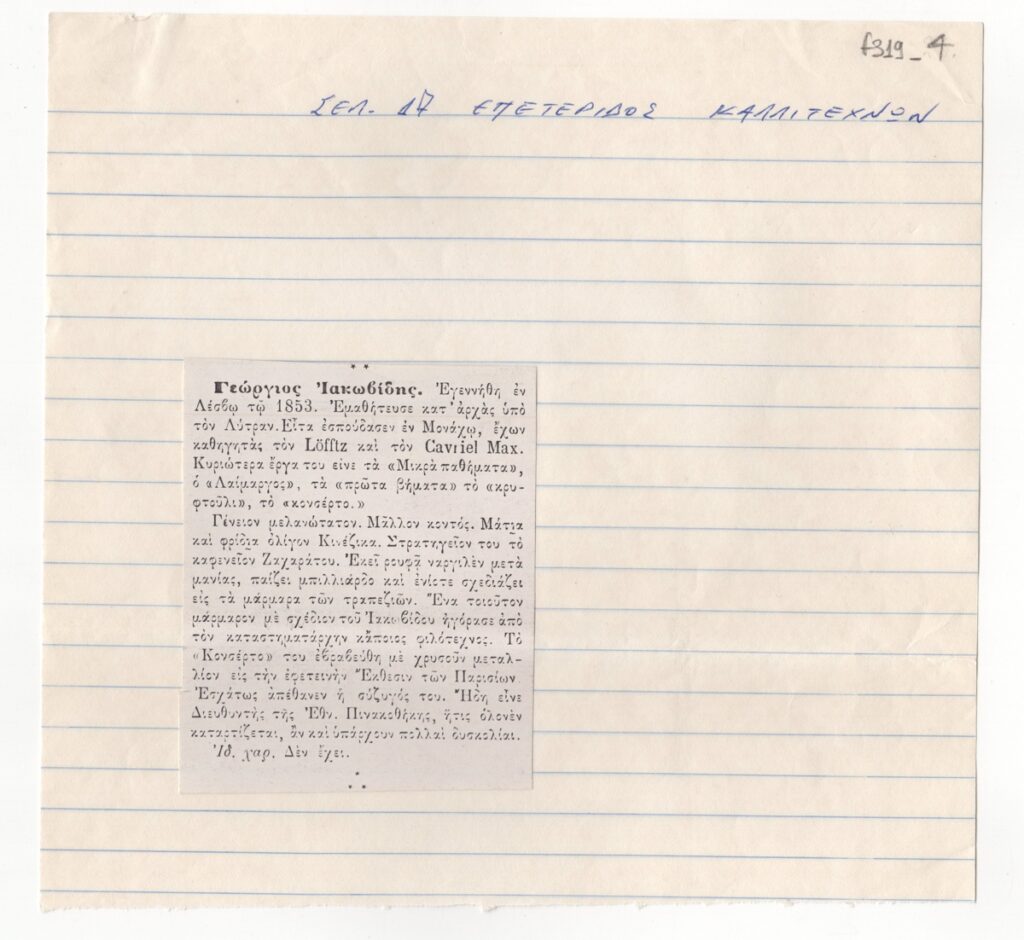 f319_4
ΣΕΛ. 17 ΕΠΕΤΕΡΙΔΟΣ ΚΑΛΛΙΤΕΧΝΩΝ
Γεώργιος Ἰακωβίδης. Ἐγεννήθη ἐν
Λέσβῳ τῷ 1853. Ἐμαθήτευσε κατ' ἀρχὰς ὑπὸ
τὸν Λύτραν. Εἶτα ἐσπούδασεν ἐν Μονάχῳ, ἔχων
καθηγητὰς τὸν Löfftz καὶ τὸν Cavriel Max.
Κυριώτερα ἔργα του εἶνε τὰ «Μικρὰ παθήματα»,
ὁ «Λαίμαργος», τὰ «πρῶτα βήματα» τὸ «κρυ-
φτοῦλι», τὸ «κονσέρτο.»
Γένειον μελανώτατον. Μᾶλλον κοντός. Μάτια
καὶ φρίδια ὀλίγον Κινέζικα. Στρατηγεῖον του τὸ
καφενεῖον Ζαχαράτου. Ἐκεῖ ρουφᾷ ναργιλὲν μετὰ
μανίας, παίζει μπιλλιάρδο καὶ ἐνίοτε σχεδιάζει
εἰς τὰ μάρμαρα τῶν τραπεζιῶν. Ἕνα τοιοῦτον
μάρμαρον μὲ σχέδιον τοῦ Ἰακωβίδου ἠγόρασε ἀπὸ
τὸν καταστηματάρχην κάποιος φιλότεχνος. Τὸ
«Κονσέρτο» του ἐβραβεύθη μὲ χρυσοῦν μεταλ-
λίον εἰς τὴν ἐφετεινὴν Ἔκθεσιν τῶν Παρισίων.
Ἐσχάτως ἀπέθανεν ἡ σύζυγός του. Ἤδη εἶνε
Διευθυντὴς τῆς Ἐθν. Πινακοθήκης, ἥτις ὁλονὲν
καταρτίζεται, ἂν καὶ ὑπάρχουν πολλαὶ δυσκολίαι.
Ἰδ. χαρ. Δὲν ἔχει.